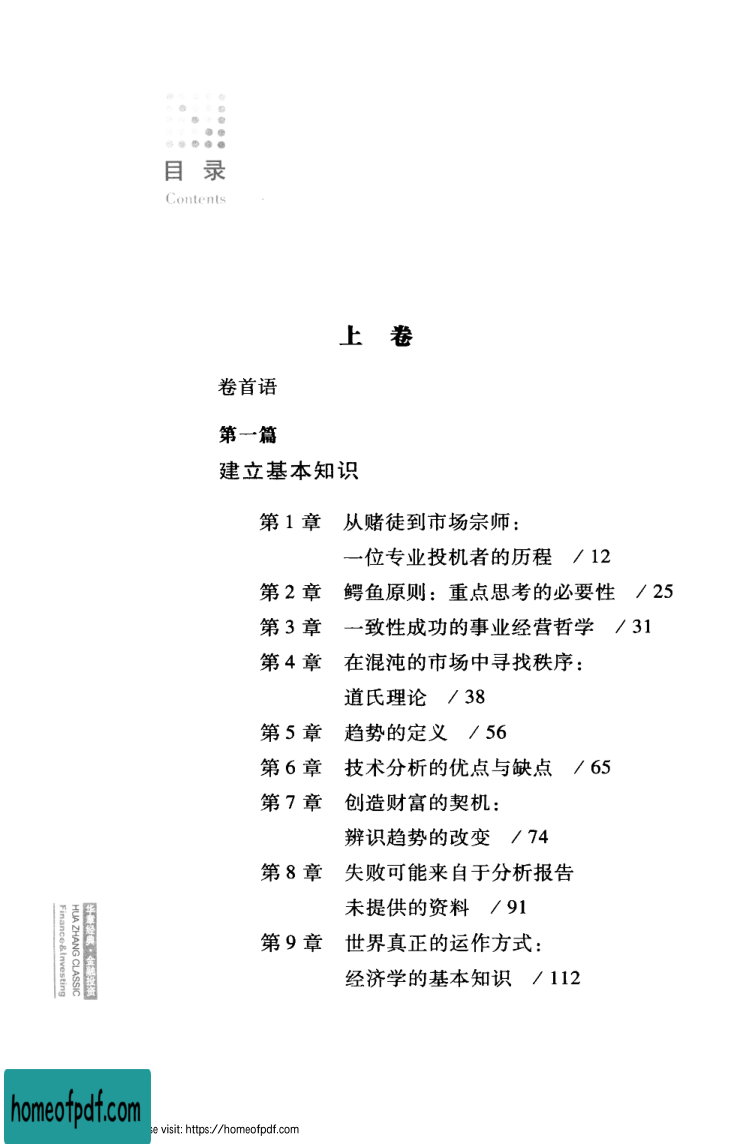 目 录
Contents
上 卷
卷首语
第一篇
建立基本知识
第 1 章 从赌徒到市场宗师：
一位专业投机者的历程 / 12
第 2 章 鳄鱼原则：重点思考的必要性 / 25
第 3 章 一致性成功的事业经营哲学 / 31
第 4 章 在混沌的市场中寻找秩序：
道氏理论 / 38
第 5 章 趋势的定义 / 56
第 6 章 技术分析的优点与缺点 / 65
第 7 章 创造财富的契机：
辨识趋势的改变 / 74
第 8 章 失败可能来自于分析报告
未提供的资料 / 91
第 9 章 世界真正的运作方式：
经济学的基本知识 / 112
华章经典·金融投资
HUA ZHANG CLASSIC
Finance&Investing
homeofpdf.com
se visit: https://homeofpdf.com